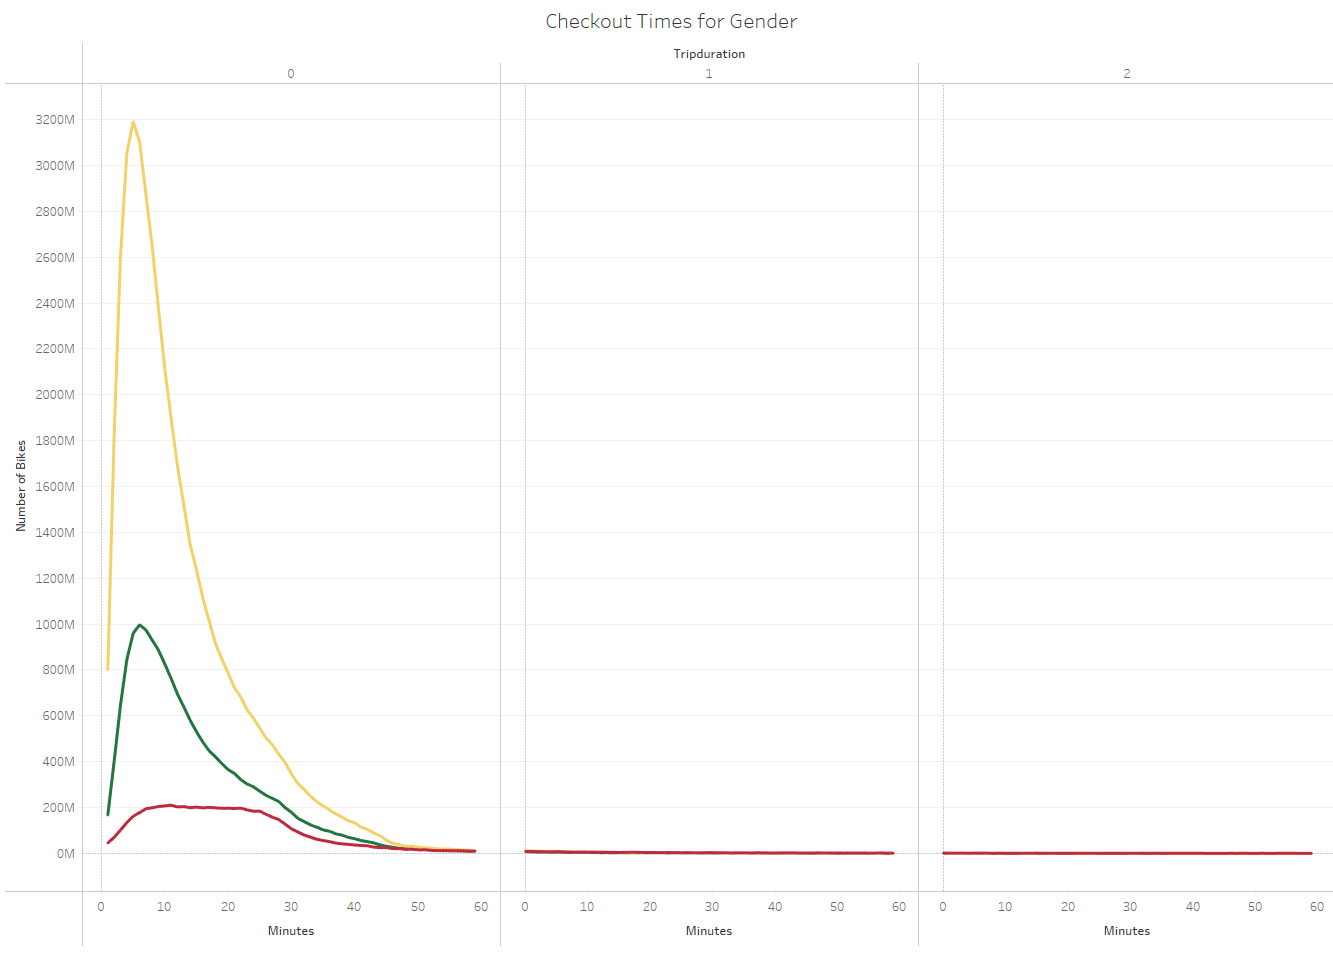 Checkout Times for Gender
Tripduration
0 1 2
3200M
3000M
2800M
2600M
2400M
2200M
2000M
1800M
1600M
1400M
1200M
1000M
800M
600M
400M
200M
0M
Number of Bikes
0 10 20 30 40 50 60 0 10 20 30 40 50 60 0 10 20 30 40 50 60
Minutes Minutes Minutes